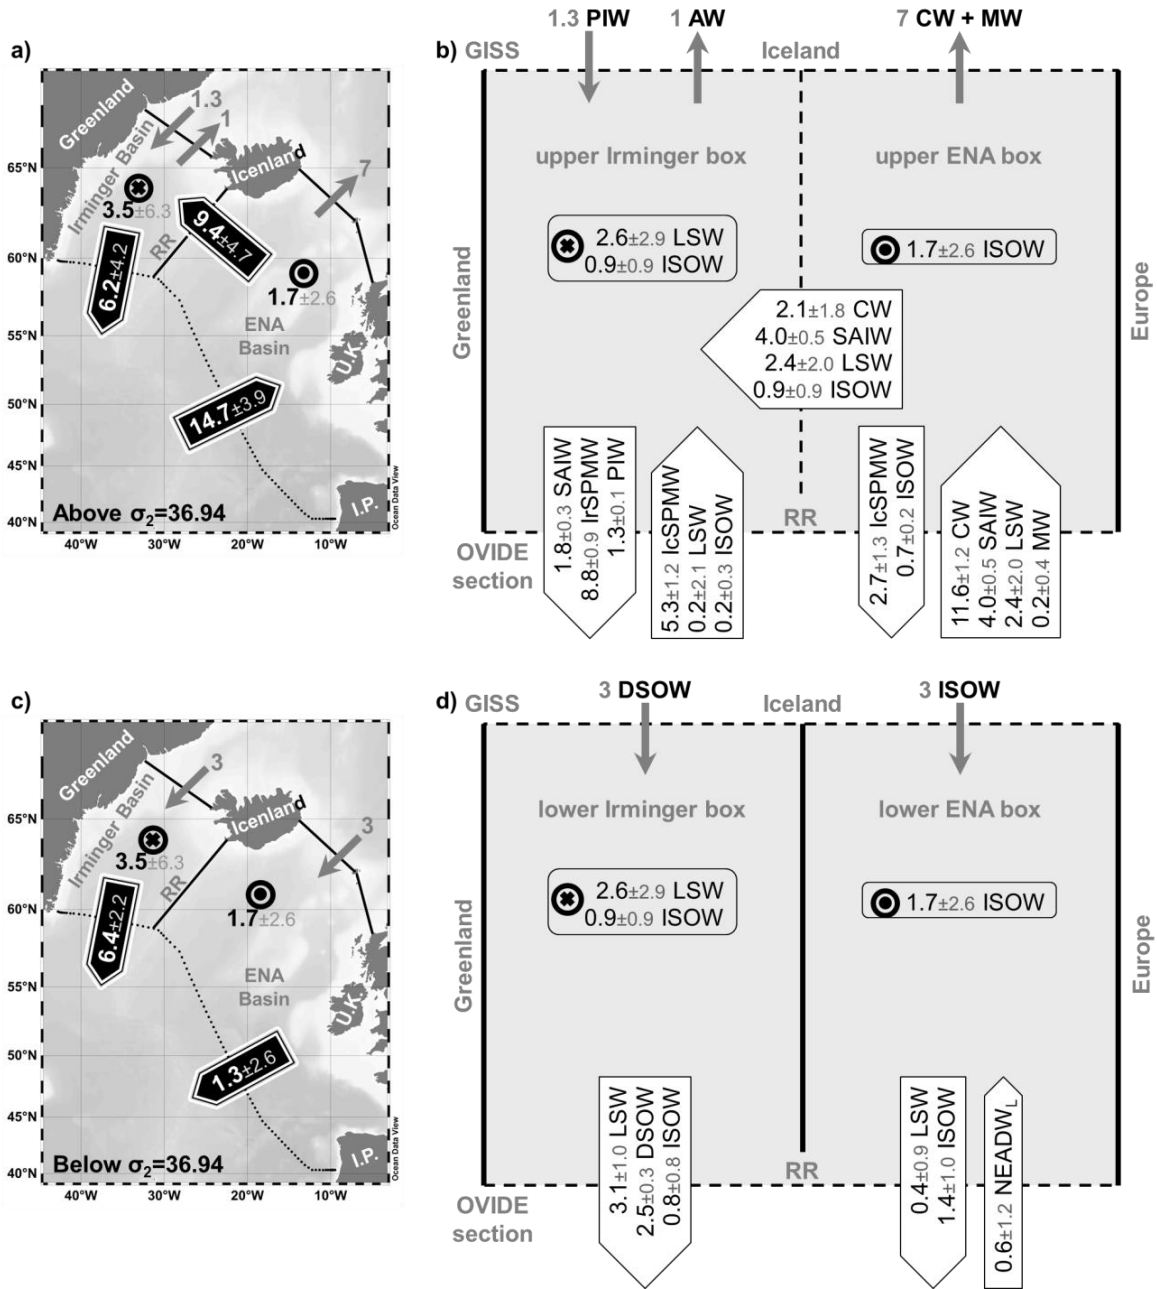 a)
Greenland
Irminger Basin
1.3
1
Icenland
7
3.5±6.3
RR
9.4±4.7
6.2±4.2
1.7±2.6
ENA
Basin
U.K.
14.7±3.9
I.P.
Above σ₂=36.94
Ocean Data View
65°N
60°N
55°N
50°N
45°N
40°N
40°W
30°W
20°W
10°W
b)
1.3 PIW
1 AW
7 CW + MW
GISS
Iceland
upper Irminger box
upper ENA box
2.6±2.9 LSW
0.9±0.9 ISOW
1.7±2.6 ISOW
Greenland
Europe
2.1±1.8 CW
4.0±0.5 SAIW
2.4±2.0 LSW
0.9±0.9 ISOW
1.8±0.3 SAIW
8.8±0.9 IrSPMW
1.3±0.1 PIW
5.3±1.2 IcSPMW
0.2±2.1 LSW
0.2±0.3 ISOW
2.7±1.3 IcSPMW
0.7±0.2 ISOW
11.6±1.2 CW
4.0±0.5 SAIW
2.4±2.0 LSW
0.2±0.4 MW
RR
OVIDE
section
c)
Greenland
Irminger Basin
3
Icenland
3
3.5±6.3
RR
6.4±2.2
1.7±2.6
ENA
Basin
U.K.
1.3±2.6
I.P.
Below σ₂=36.94
Ocean Data View
65°N
60°N
55°N
50°N
45°N
40°N
40°W
30°W
20°W
10°W
d)
3 DSOW
3 ISOW
GISS
Iceland
lower Irminger box
lower ENA box
2.6±2.9 LSW
0.9±0.9 ISOW
1.7±2.6 ISOW
Greenland
Europe
3.1±1.0 LSW
2.5±0.3 DSOW
0.8±0.8 ISOW
0.4±0.9 LSW
1.4±1.0 ISOW
0.6±1.2 NEADW_L
RR
OVIDE
section